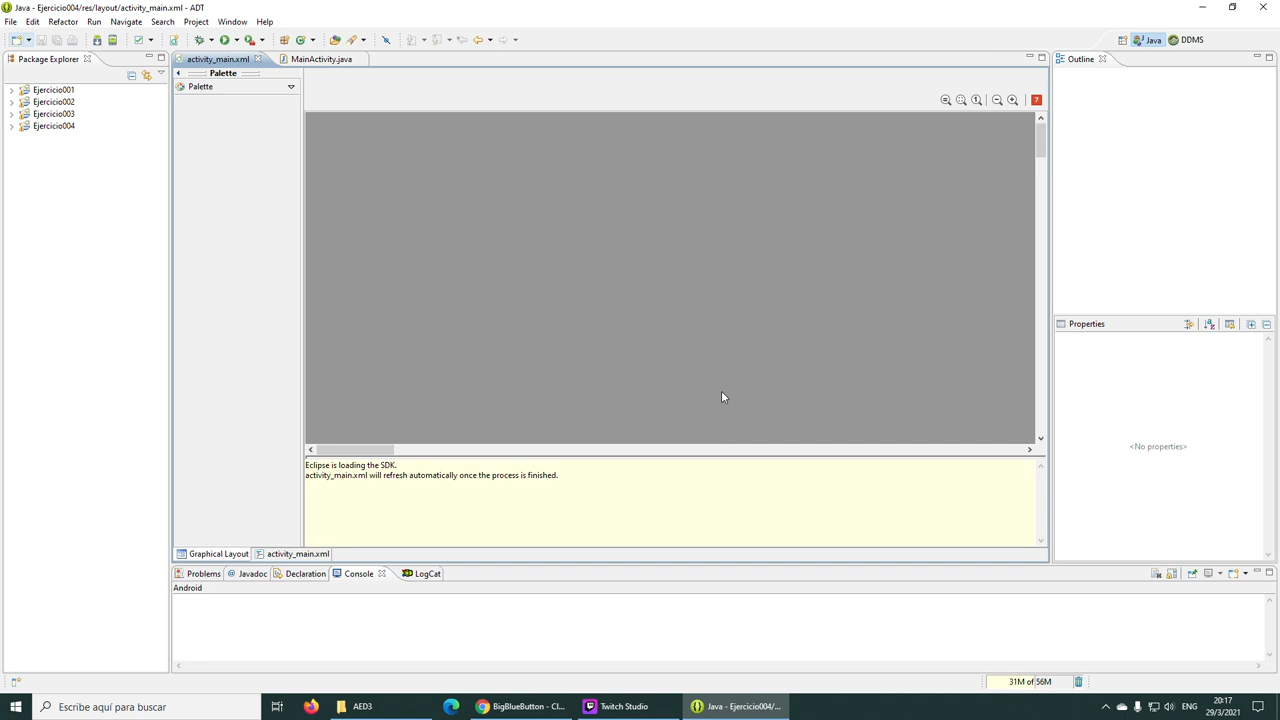 Java - Ejercicio004/res/layout/activity_main.xml - ADT
File Edit Refactor Run Navigate Search Project Window Help
Java DDMS
Package Explorer
activity_main.xml MainActivity.java
Outline
Palette
Palette
Ejercicio001
Ejercicio002
Ejercicio003
Ejercicio004
7
Properties
<No properties>
Eclipse is loading the SDK.
activity_main.xml will refresh automatically once the process is finished.
Graphical Layout activity_main.xml
Problems @ Javadoc Declaration Console LogCat
Android
31M of 56M
Escribe aquí para buscar
AED3
BigBlueButton - Cl...
Twitch Studio
Java - Ejercicio004/...
ENG
20:17
29/3/2021